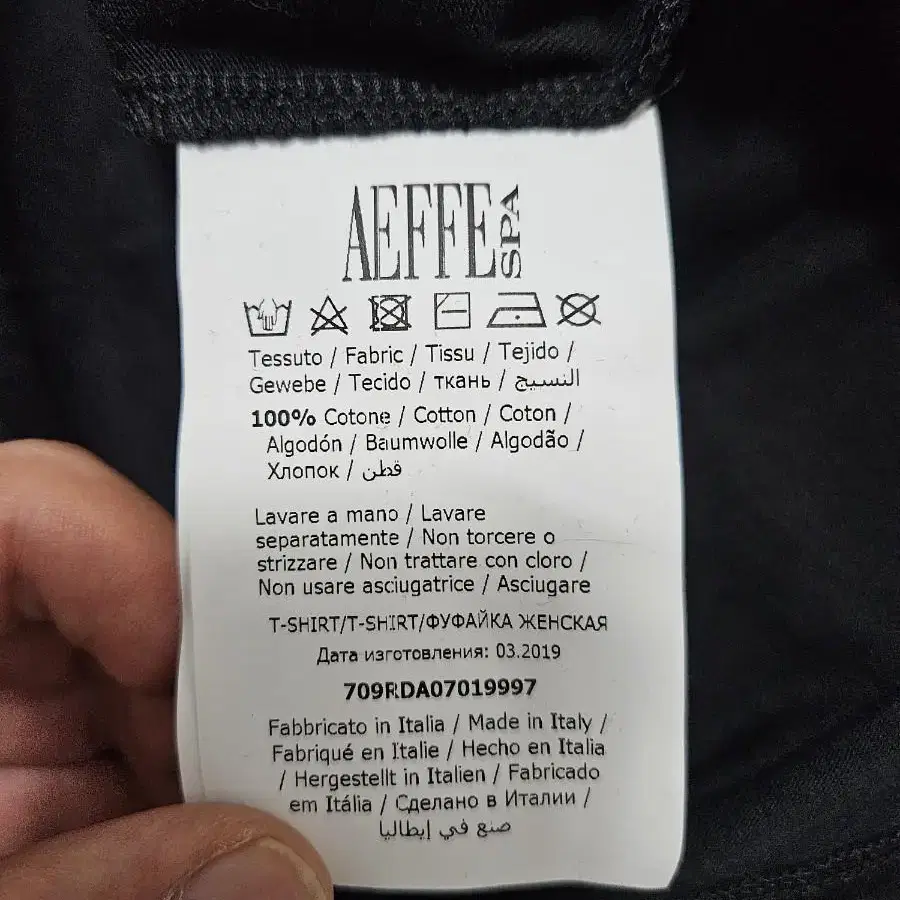 AEFFE SPA
Tessuto / Fabric / Tissu / Tejido /
Gewebe / Tecido / ткань / النسيج
100% Cotone / Cotton / Coton /
Algodón / Baumwolle / Algodão /
Хлопок / قطن
Lavare a mano / Lavare
separatamente / Non torcere o
strizzare / Non trattare con cloro /
Non usare asciugatrice / Asciugare
T-SHIRT/T-SHIRT/ФУФАЙКА ЖЕНСКАЯ
Дата изготовления: 03.2019
709RDA07019997
Fabbricato in Italia / Made in Italy /
Fabriqué en Italie / Hecho en Italia
/ Hergestellt in Italien / Fabricado
em Itália / Сделано в Италии /
صنع في إيطاليا